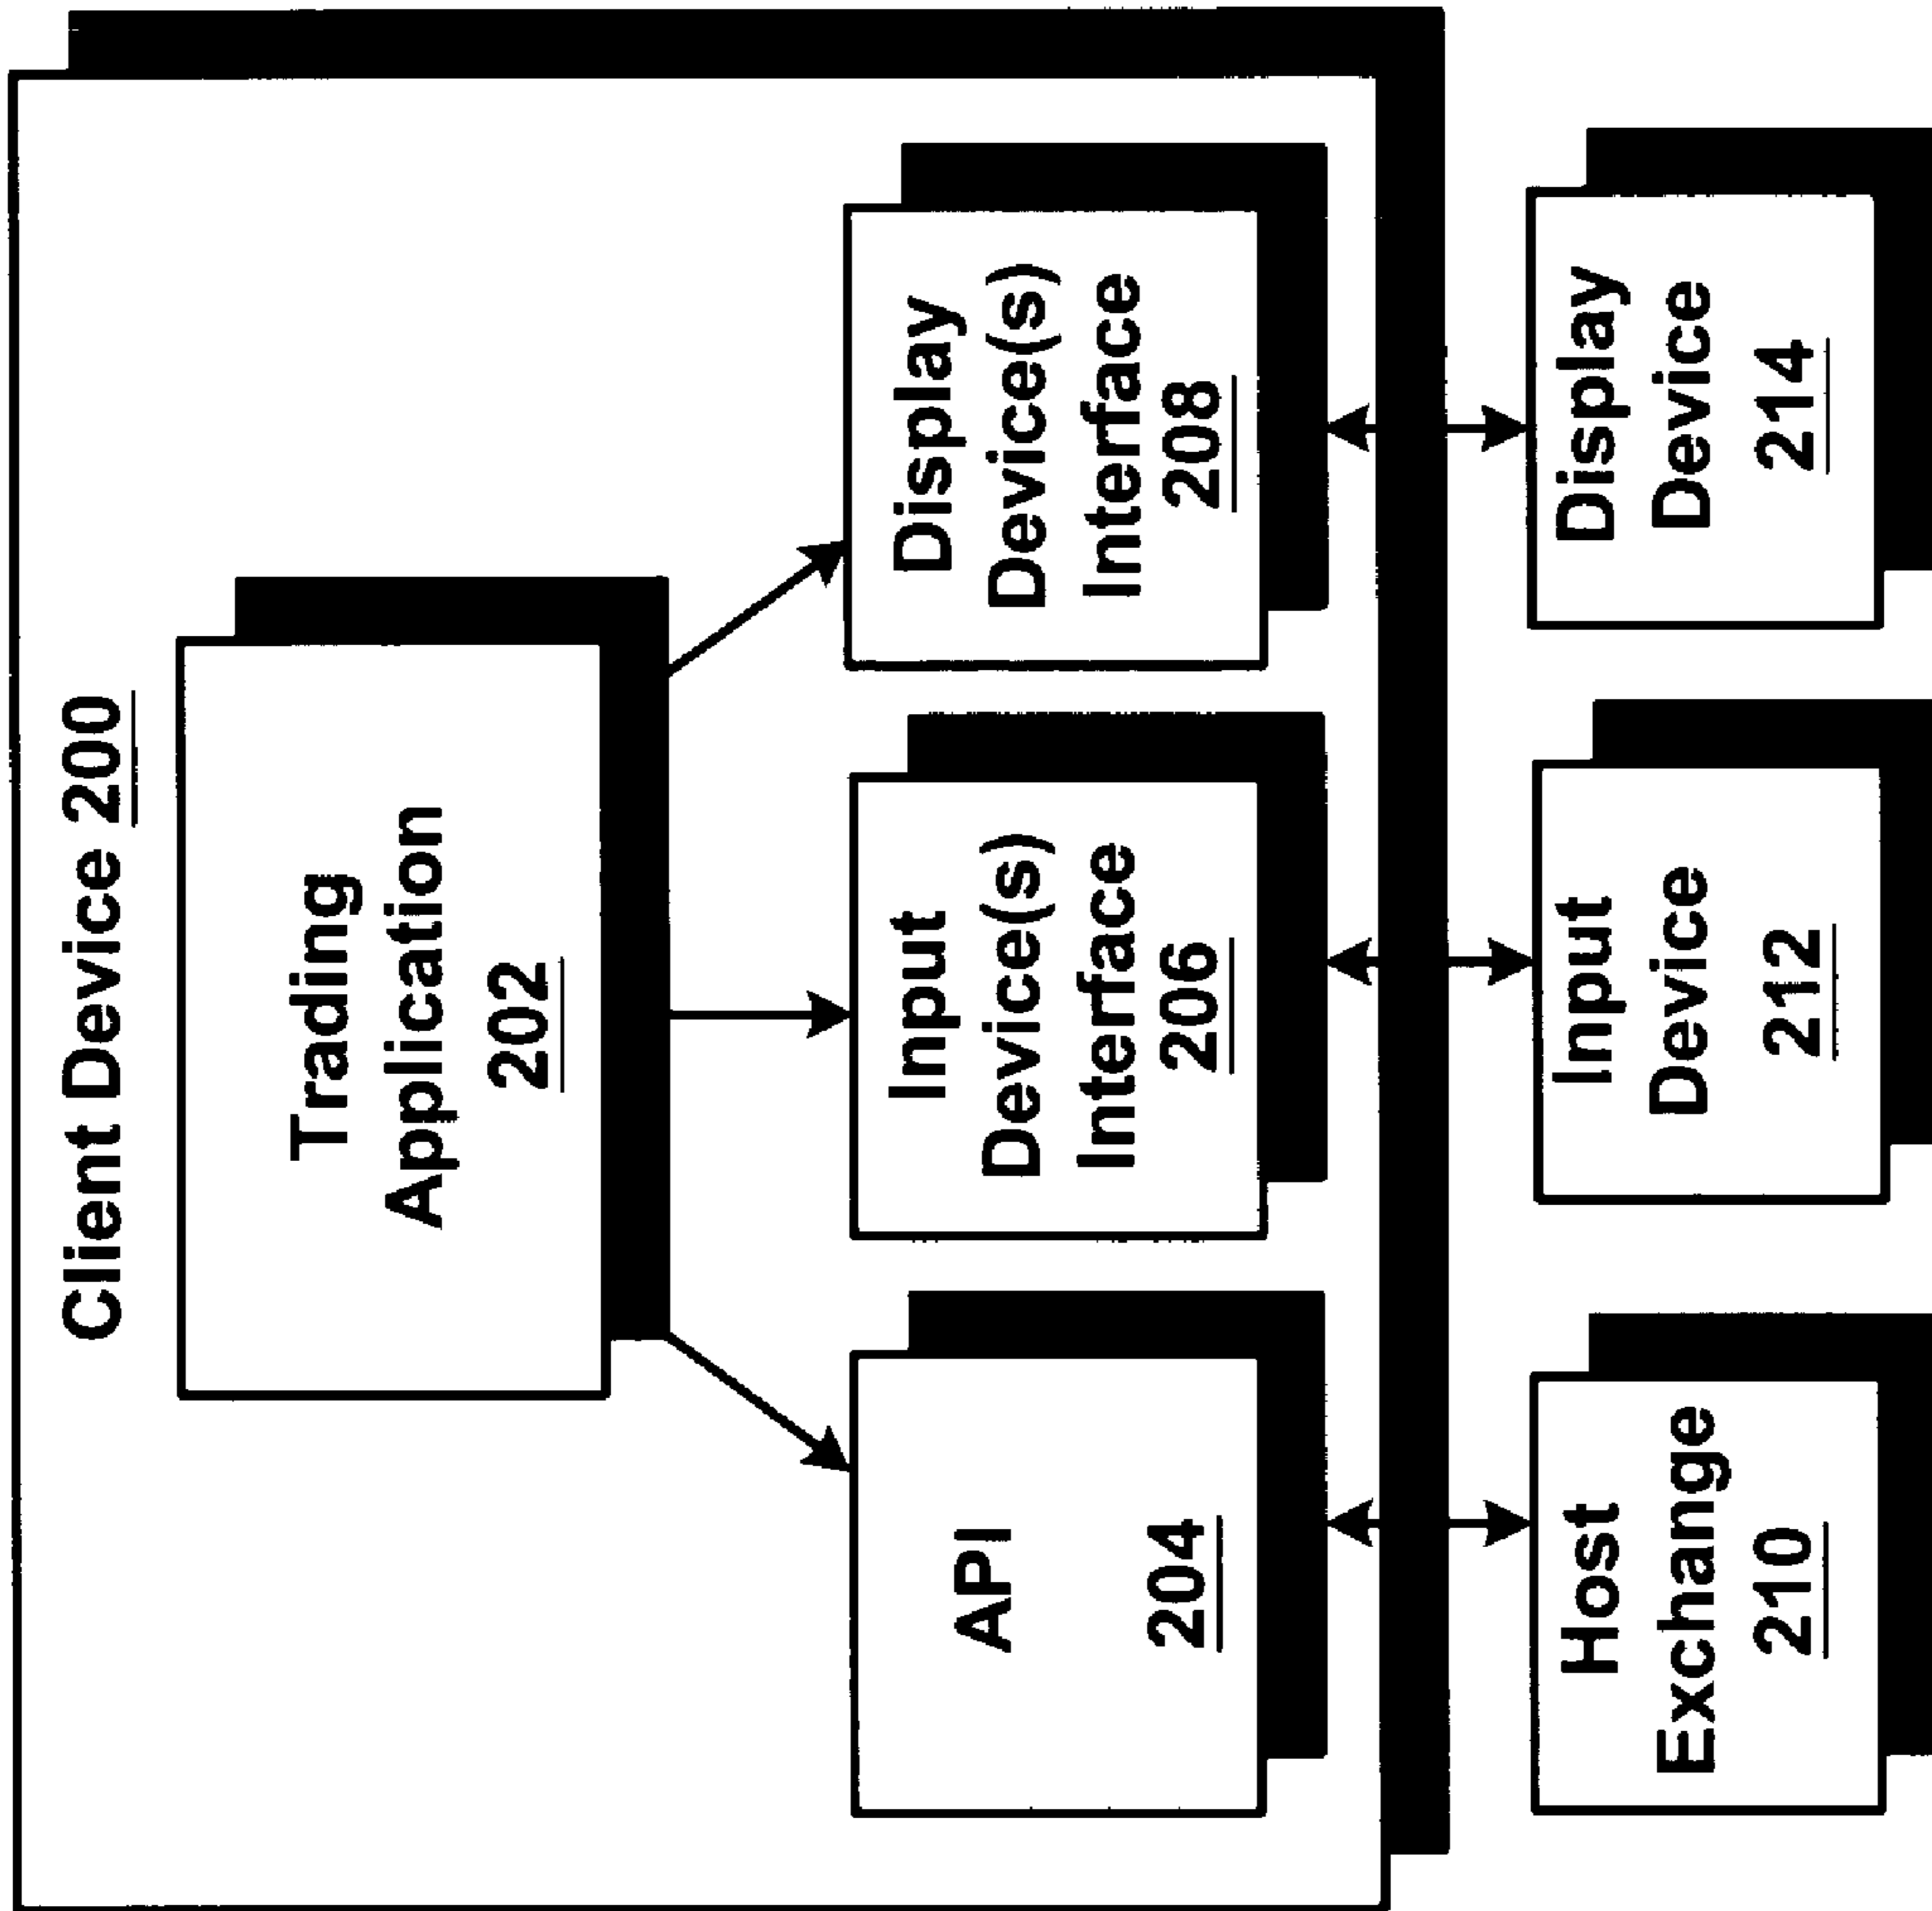 Client Device 200
Trading
Application
202
API
204
Input
Device(s)
Interface
206
Display
Device(s)
Interface
208
Host
Exchange
210
Input
Device
212
Display
Device
214